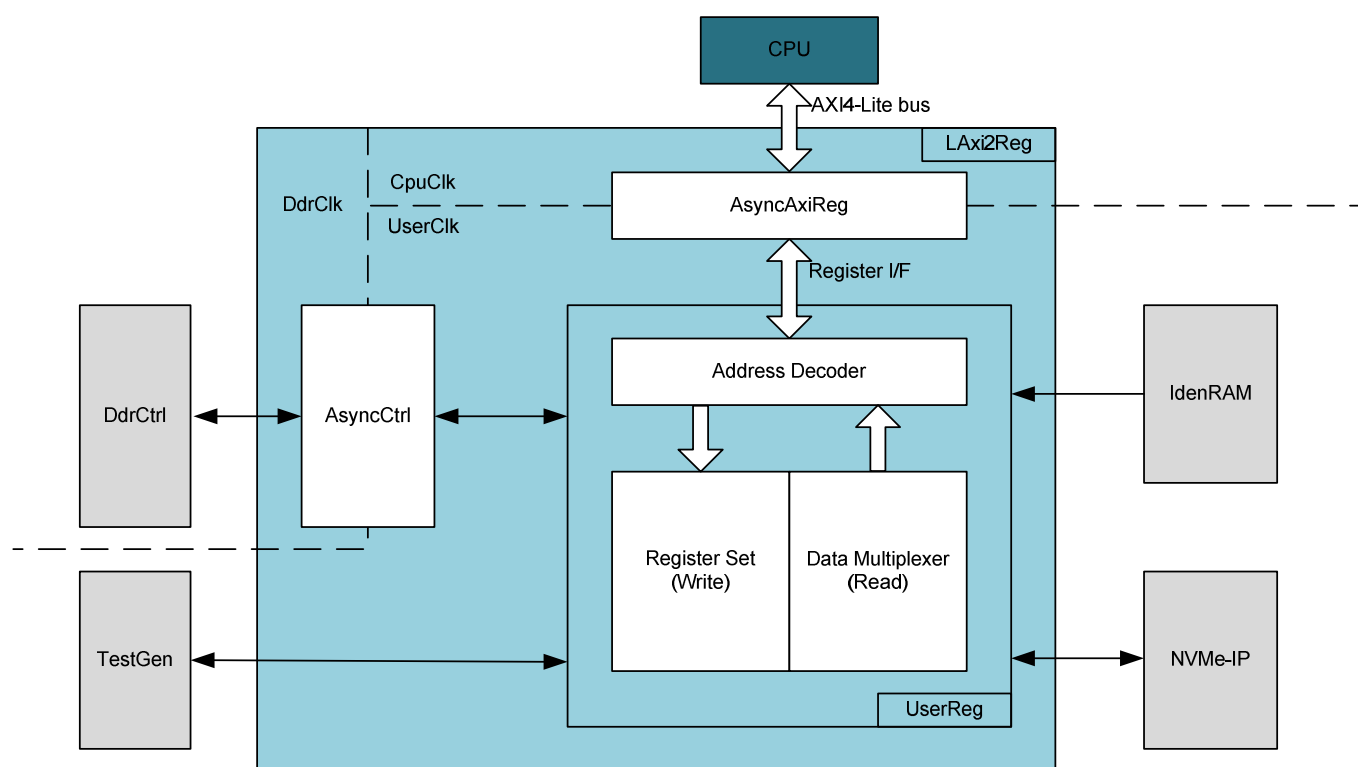 CPU
AXI4-Lite bus
LAxi2Reg
CpuClk
DdrClk
AsyncAxiReg
UserClk
Register I/F
Address Decoder
DdrCtrl
AsyncCtrl
IdenRAM
Register Set
(Write)
Data Multiplexer
(Read)
TestGen
NVMe-IP
UserReg